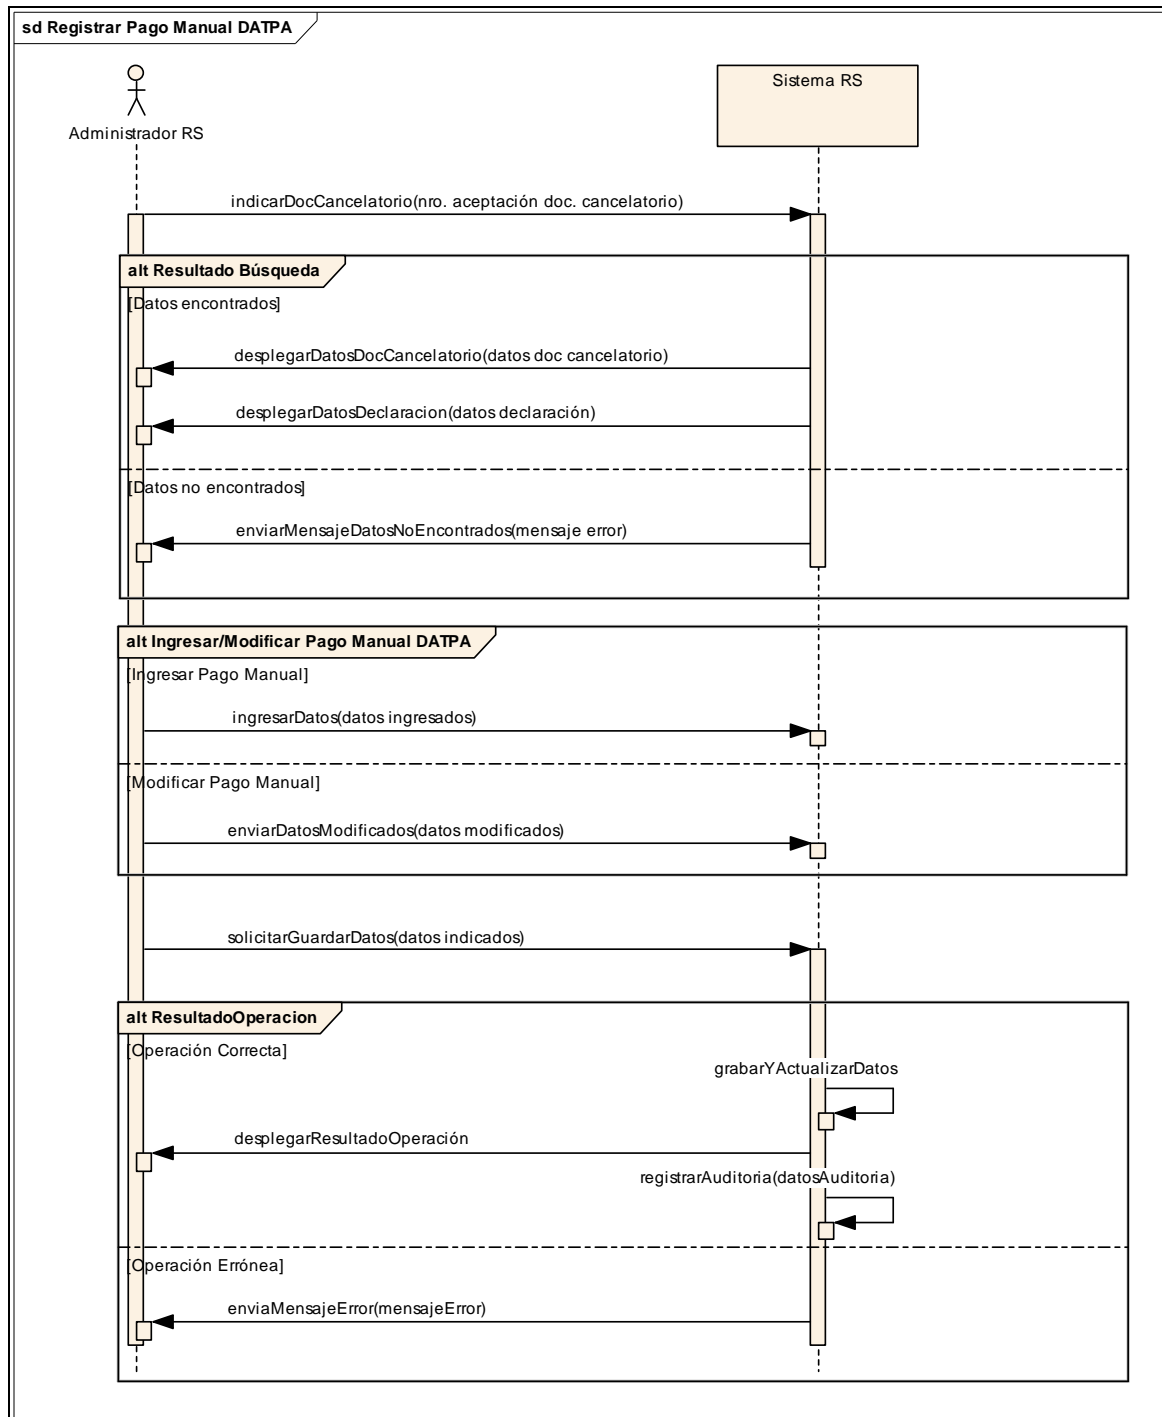 sd Registrar Pago Manual DATPA
Sistema RS
Administrador RS
indicarDocCancelatorio(nro. aceptación doc. cancelatorio)
alt Resultado Búsqueda
[Datos encontrados]
desplegarDatosDocCancelatorio(datos doc cancelatorio)
desplegarDatosDeclaracion(datos declaración)
[Datos no encontrados]
enviarMensajeDatosNoEncontrados(mensaje error)
alt Ingresar/Modificar Pago Manual DATPA
[Ingresar Pago Manual]
ingresarDatos(datos ingresados)
[Modificar Pago Manual]
enviarDatosModificados(datos modificados)
solicitarGuardarDatos(datos indicados)
alt ResultadoOperacion
[Operación Correcta]
grabarYActualizarDatos
desplegarResultadoOperación
registrarAuditoria(datosAuditoria)
[Operación Errónea]
enviaMensajeError(mensajeError)